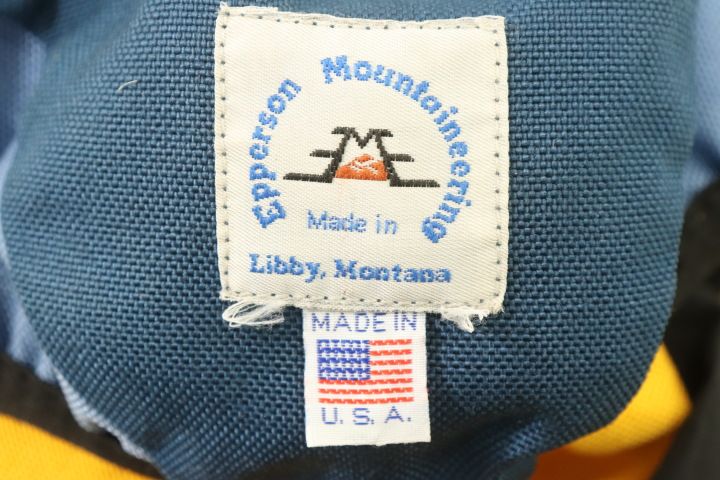 Epperson Mountaineering
Made in
Libby, Montana
MADE IN
U.S.A.